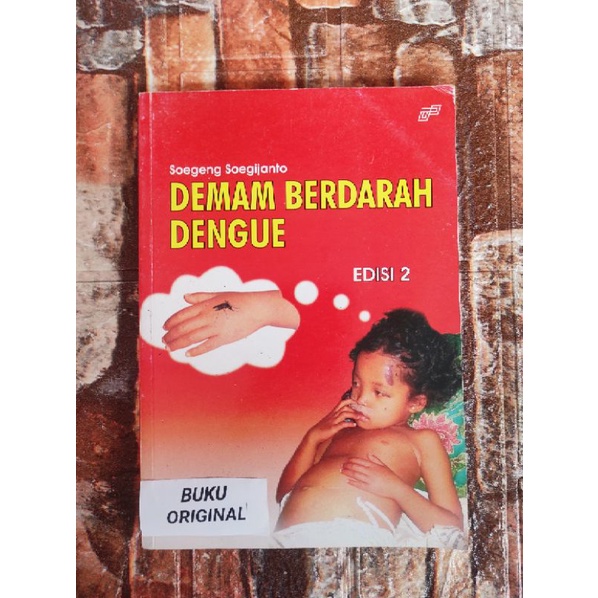 Soegeng Soegijanto
DEMAM BERDARAH
DENGUE
EDISI 2
BUKU
ORIGINAL